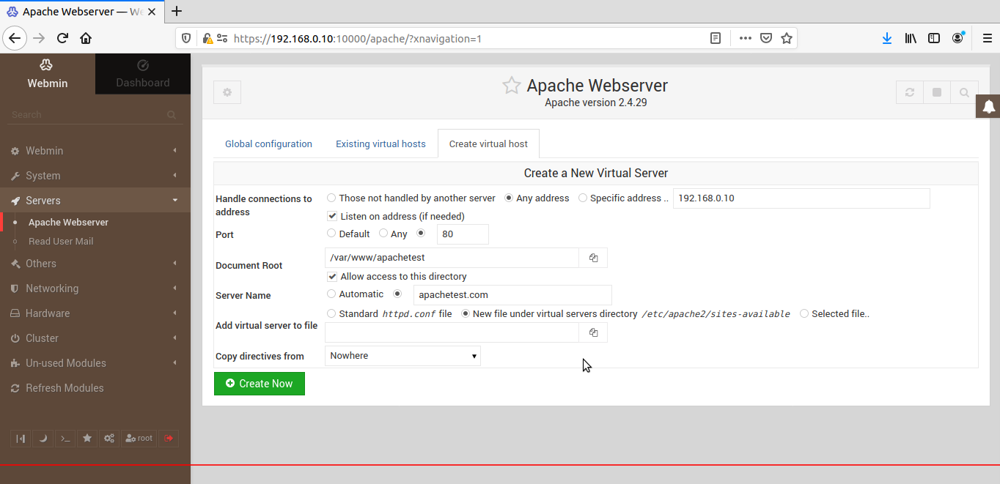 Apache Webserver — We
https://192.168.0.10:10000/apache/?xnavigation=1
Webmin
Dashboard
Search
Webmin
System
Servers
Apache Webserver
Read User Mail
Others
Networking
Hardware
Cluster
Un-used Modules
Refresh Modules
>_
root
Apache Webserver
Apache version 2.4.29
Global configuration
Existing virtual hosts
Create virtual host
Create a New Virtual Server
Handle connections to address
Those not handled by another server Any address Specific address .. 192.168.0.10
Listen on address (if needed)
Port Default Any 80
Document Root /var/www/apachetest
Allow access to this directory
Server Name Automatic apachetest.com
Add virtual server to file Standard httpd.conf file New file under virtual servers directory /etc/apache2/sites-available Selected file..
Copy directives from Nowhere
Create Now